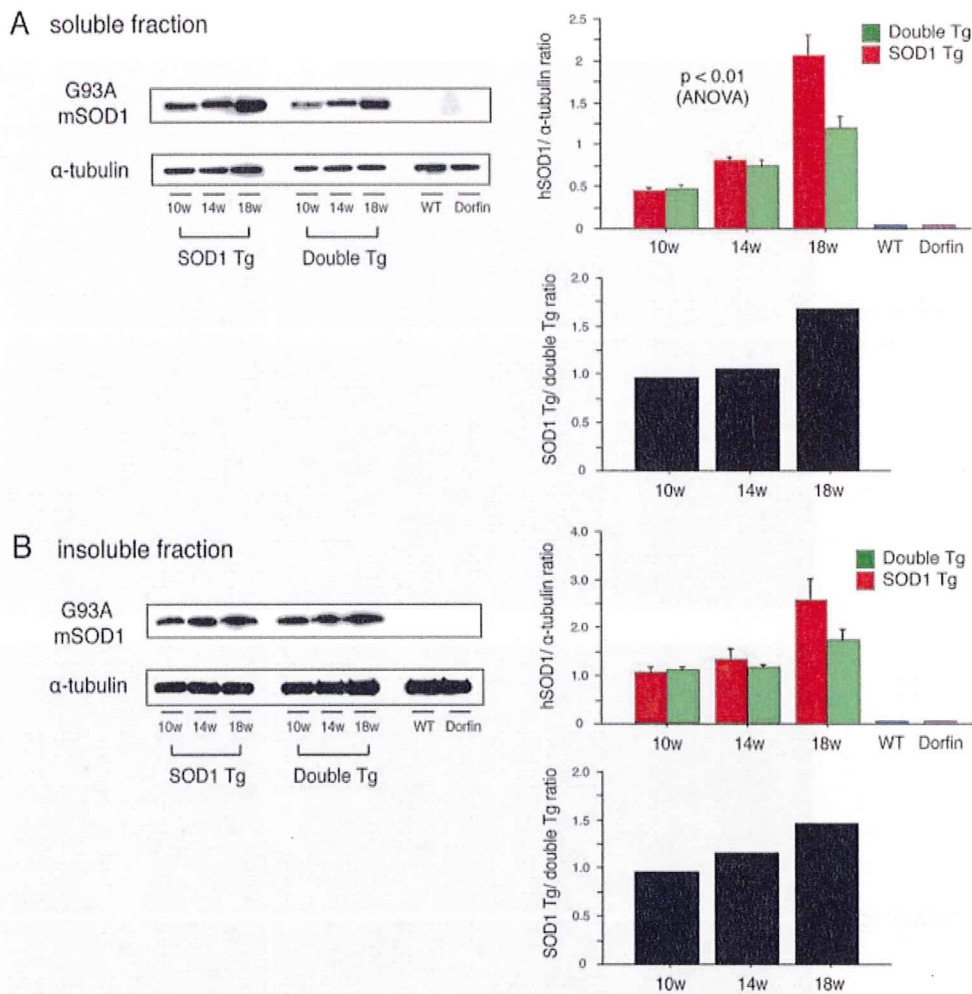 A soluble fraction
G93A
mSOD1
α-tubulin
10w 14w 18w 10w 14w 18w WT Dorfin
SOD1 Tg Double Tg
hSOD1/ α-tubulin ratio
2.5
2
1.5
1
0.5
0
p < 0.01
(ANOVA)
Double Tg
SOD1 Tg
10w 14w 18w WT Dorfin
SOD1 Tg/ double Tg ratio
2.0
1.5
1.0
0.5
0
10w 14w 18w
B insoluble fraction
G93A
mSOD1
α-tubulin
10w 14w 18w 10w 14w 18w WT Dorfin
SOD1 Tg Double Tg
hSOD1/ α-tubulin ratio
4.0
3.0
2.0
1.0
0
Double Tg
SOD1 Tg
10w 14w 18w WT Dorfin
SOD1 Tg/ double Tg ratio
2.0
1.5
1.0
0.5
0
10w 14w 18w